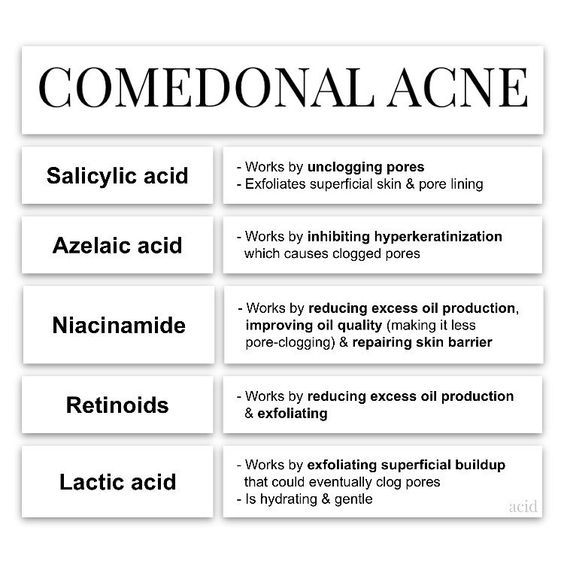 COMEDONAL ACNE
Salicylic acid
- Works by unclogging pores
- Exfoliates superficial skin & pore lining
Azelaic acid
- Works by inhibiting hyperkeratinization
which causes clogged pores
Niacinamide
- Works by reducing excess oil production,
improving oil quality (making it less
pore-clogging) & repairing skin barrier
Retinoids
- Works by reducing excess oil production
& exfoliating
Lactic acid
- Works by exfoliating superficial buildup
that could eventually clog pores
- Is hydrating & gentle
acid